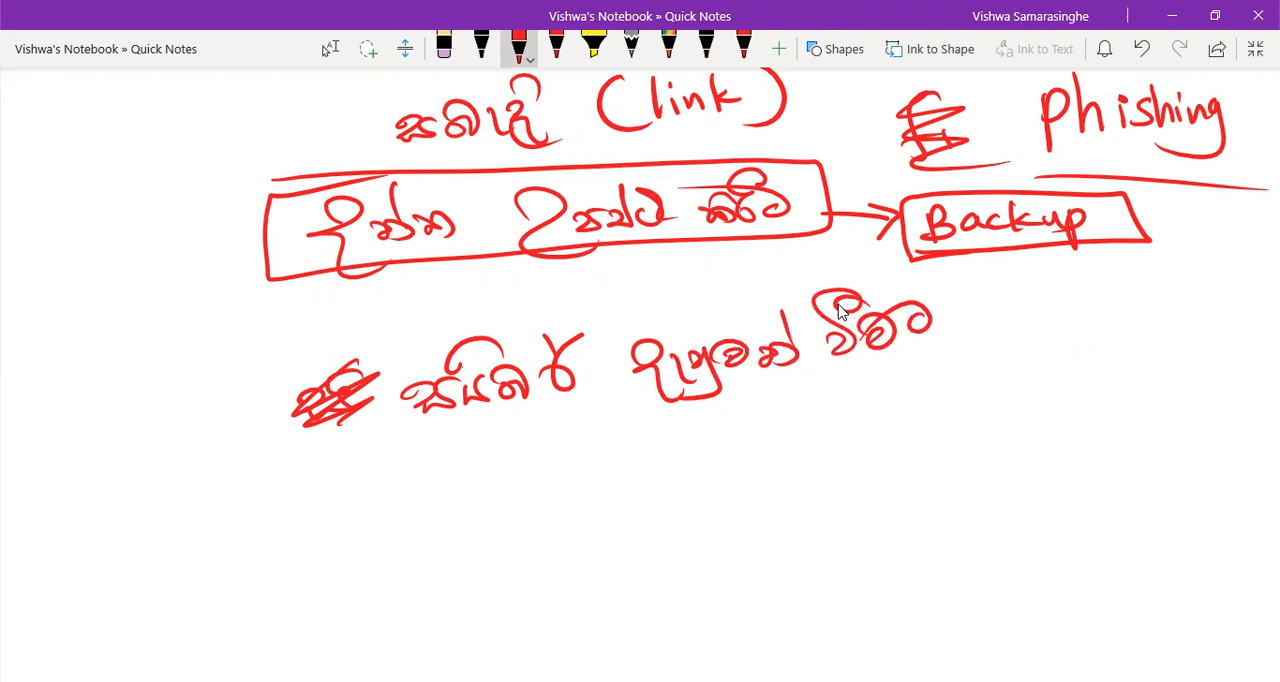 Vishwa's Notebook » Quick Notes
Vishwa Samarasinghe
Vishwa's Notebook » Quick Notes
Shapes
Ink to Shape
Ink to Text
සබැඳි (link)
Phishing
දත්ත උපස්ථ කිරීම
Backup
සයිබර් දැනුවත් වීම